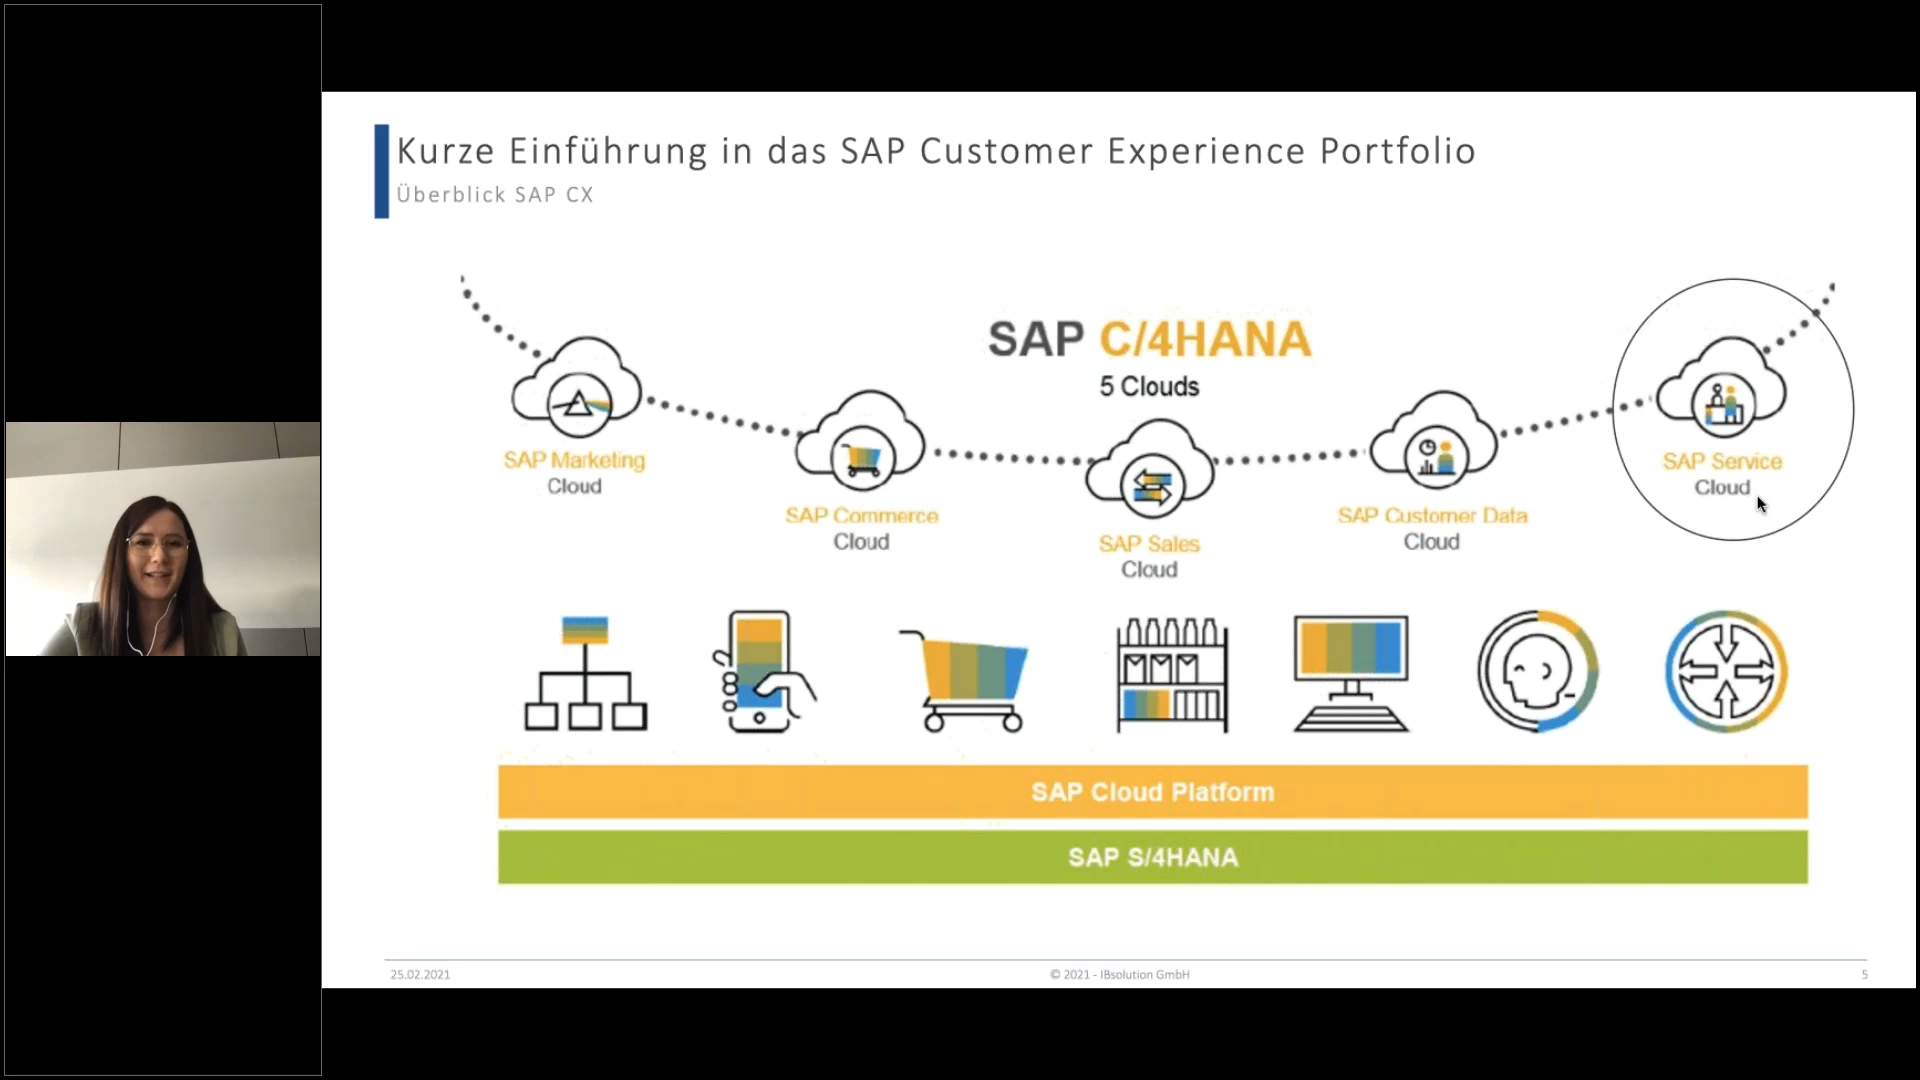 Kurze Einführung in das SAP Customer Experience Portfolio
Überblick SAP CX
SAP C/4HANA
5 Clouds
SAP Marketing
Cloud
SAP Commerce
Cloud
SAP Sales
Cloud
SAP Customer Data
Cloud
SAP Service
Cloud
SAP Cloud Platform
SAP S/4HANA
25.02.2021
© 2021 - IBsolution GmbH
5